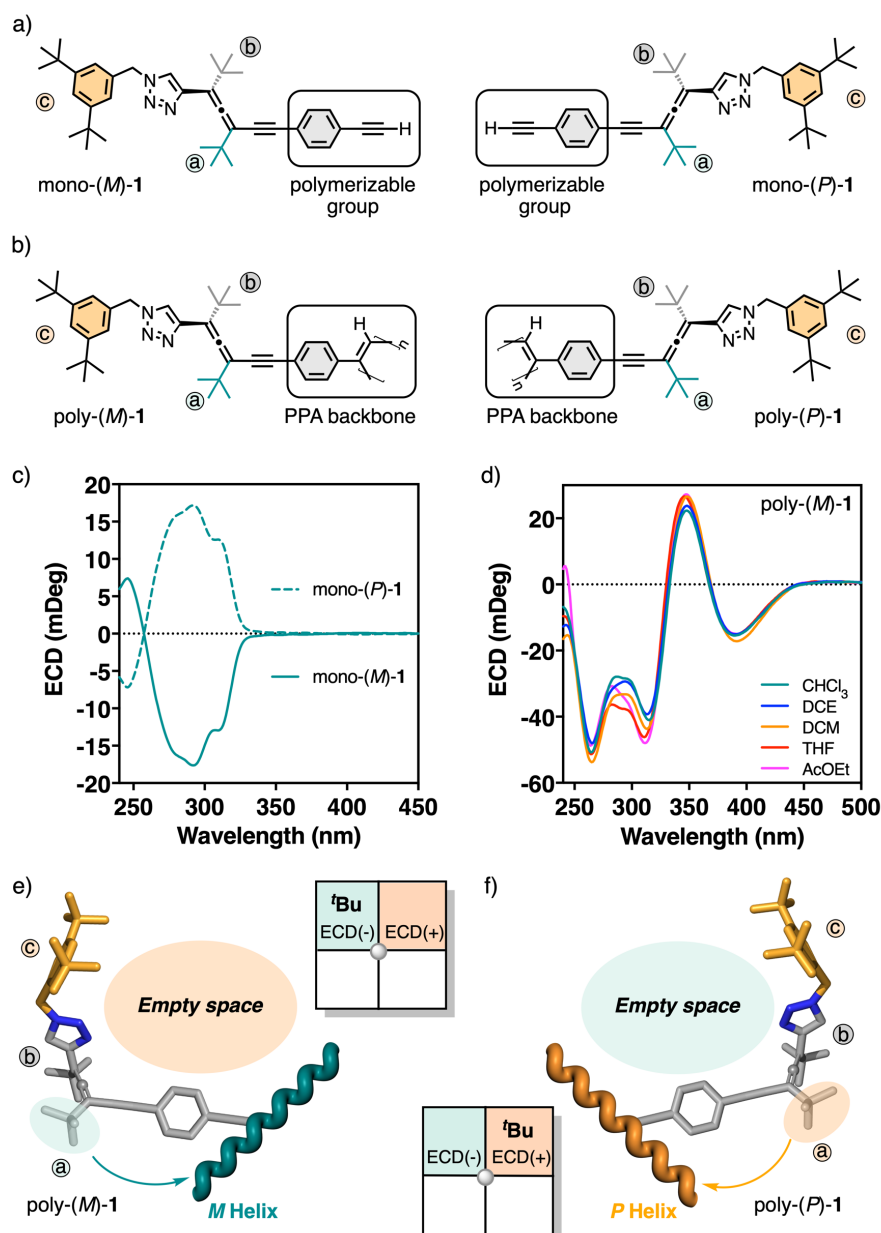 a)
b
b
H
N
N
N
N
N=N
c
c
H
a
a
mono-(M)-1
polymerizable
group
polymerizable
group
mono-(P)-1
b)
b
b
H
H
N
N
N=N
N
N
N
n
n
c
c
a
a
poly-(M)-1
PPA backbone
PPA backbone
poly-(P)-1
c)
20
15
10
5
0
-5
-10
-15
-20
ECD (mDeg)
mono-(P)-1
mono-(M)-1
250
300
350
400
450
Wavelength (nm)
d)
poly-(M)-1
20
0
-20
-40
-60
ECD (mDeg)
CHCl3
DCE
DCM
THF
AcOEt
250
300
350
400
450
500
Wavelength (nm)
e)
c
Empty space
b
a
poly-(M)-1
M Helix
tBu
ECD(-)
ECD(+)
f)
c
Empty space
b
a
poly-(P)-1
P Helix
tBu
ECD(-)
ECD(+)